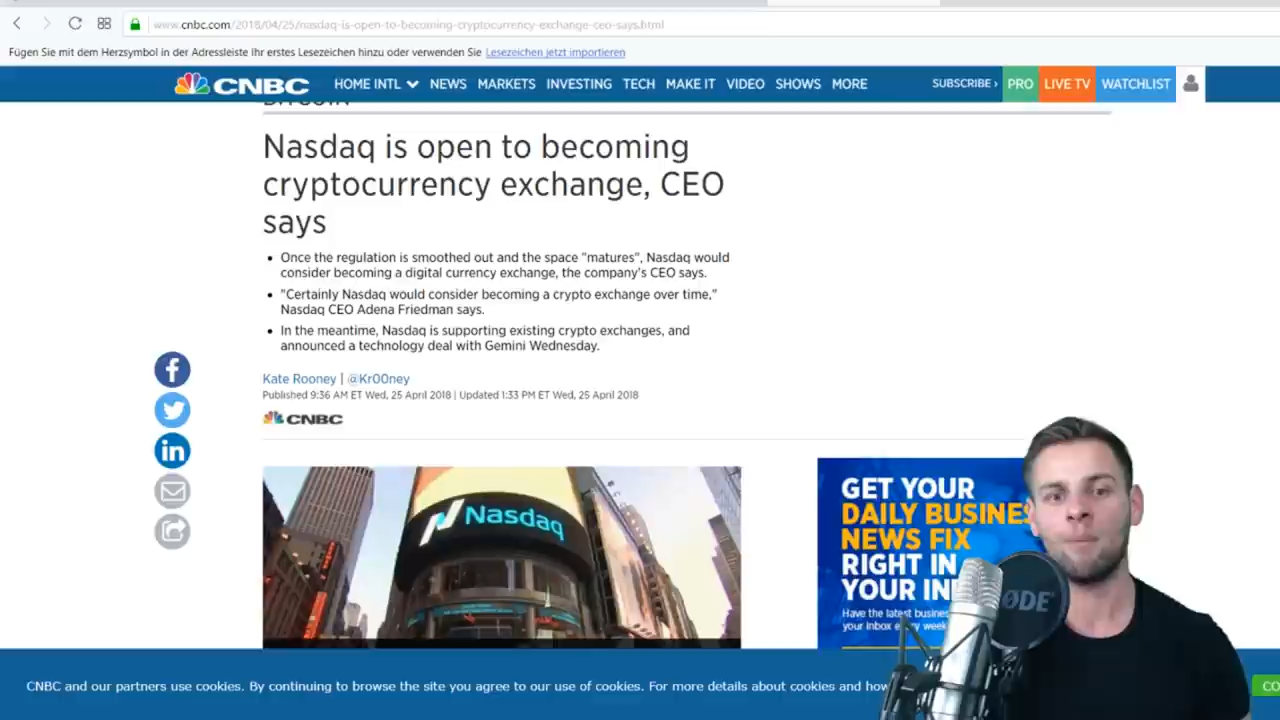 www.cnbc.com/2018/04/25/nasdaq-is-open-to-becoming-cryptocurrency-exchange-ceo-says.html
Fügen Sie mit dem Herzsymbol in der Adressleiste Ihr erstes Lesezeichen hinzu oder verwenden Sie Lesezeichen jetzt importieren
CNBC HOME INTL NEWS MARKETS INVESTING TECH MAKE IT VIDEO SHOWS MORE SUBSCRIBE › PRO LIVE TV WATCHLIST
BITCOIN
Nasdaq is open to becoming
cryptocurrency exchange, CEO
says
• Once the regulation is smoothed out and the space "matures", Nasdaq would
consider becoming a digital currency exchange, the company's CEO says.
• "Certainly Nasdaq would consider becoming a crypto exchange over time,"
Nasdaq CEO Adena Friedman says.
• In the meantime, Nasdaq is supporting existing crypto exchanges, and
announced a technology deal with Gemini Wednesday.
Kate Rooney | @Kr00ney
Published 9:36 AM ET Wed, 25 April 2018 | Updated 1:33 PM ET Wed, 25 April 2018
CNBC
Nasdaq
GET YOUR
DAILY BUSINES
NEWS FIX
RIGHT IN
YOUR IN
Have the latest busines
your inbox every week
RØDE
CNBC and our partners use cookies. By continuing to browse the site you agree to our use of cookies. For more details about cookies and how
CO